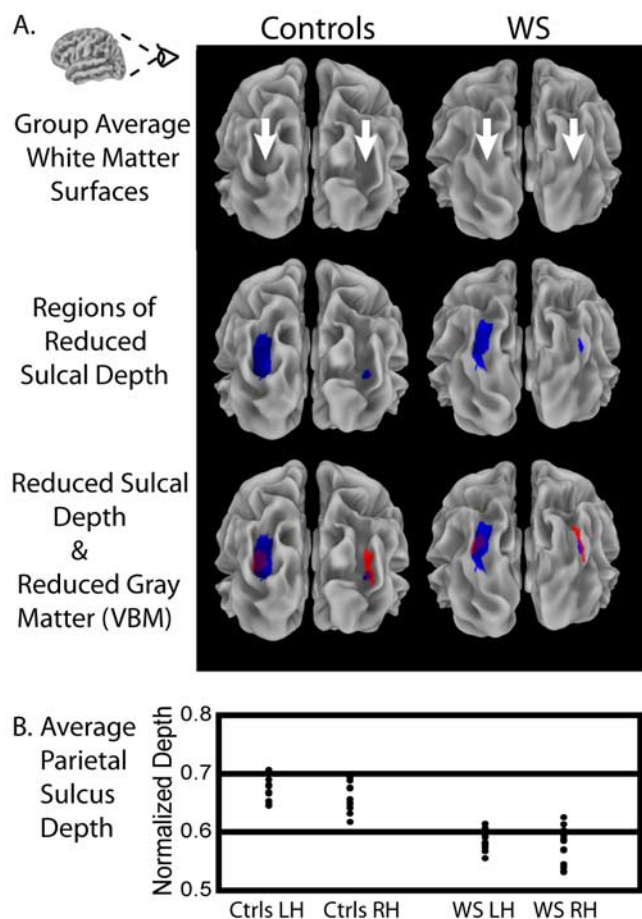 A.
Controls WS
Group Average
White Matter
Surfaces
Regions of
Reduced
Sulcal Depth
Reduced Sulcal
Depth
&
Reduced Gray
Matter (VBM)
B. Average
Parietal
Sulcus
Depth
Normalized Depth
0.8
0.7
0.6
0.5
Ctrls LH Ctrls RH WS LH WS RH